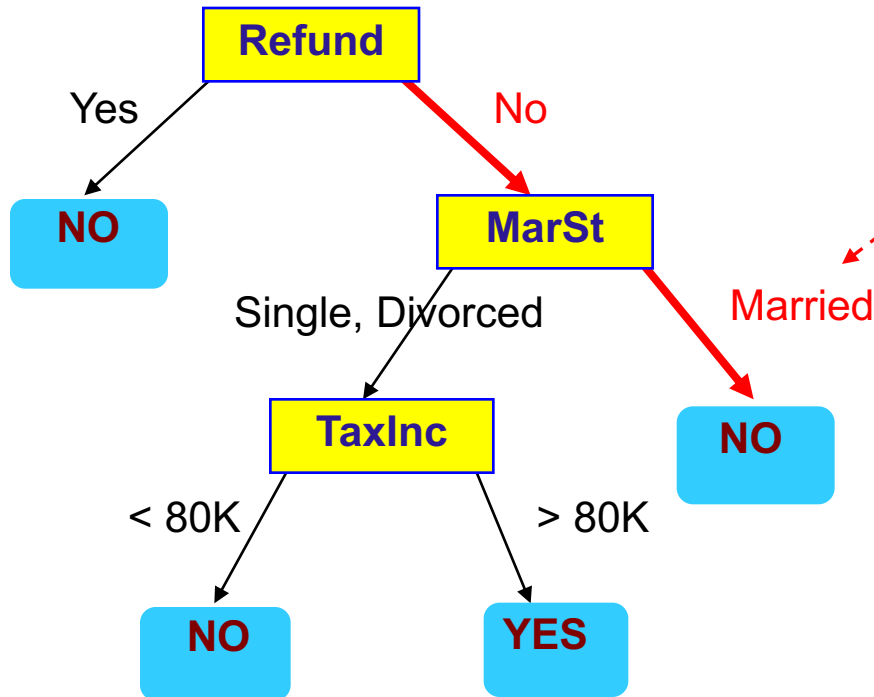 Refund
Yes
No
NO
MarSt
Single, Divorced
Married
TaxInc
NO
< 80K
> 80K
NO
YES